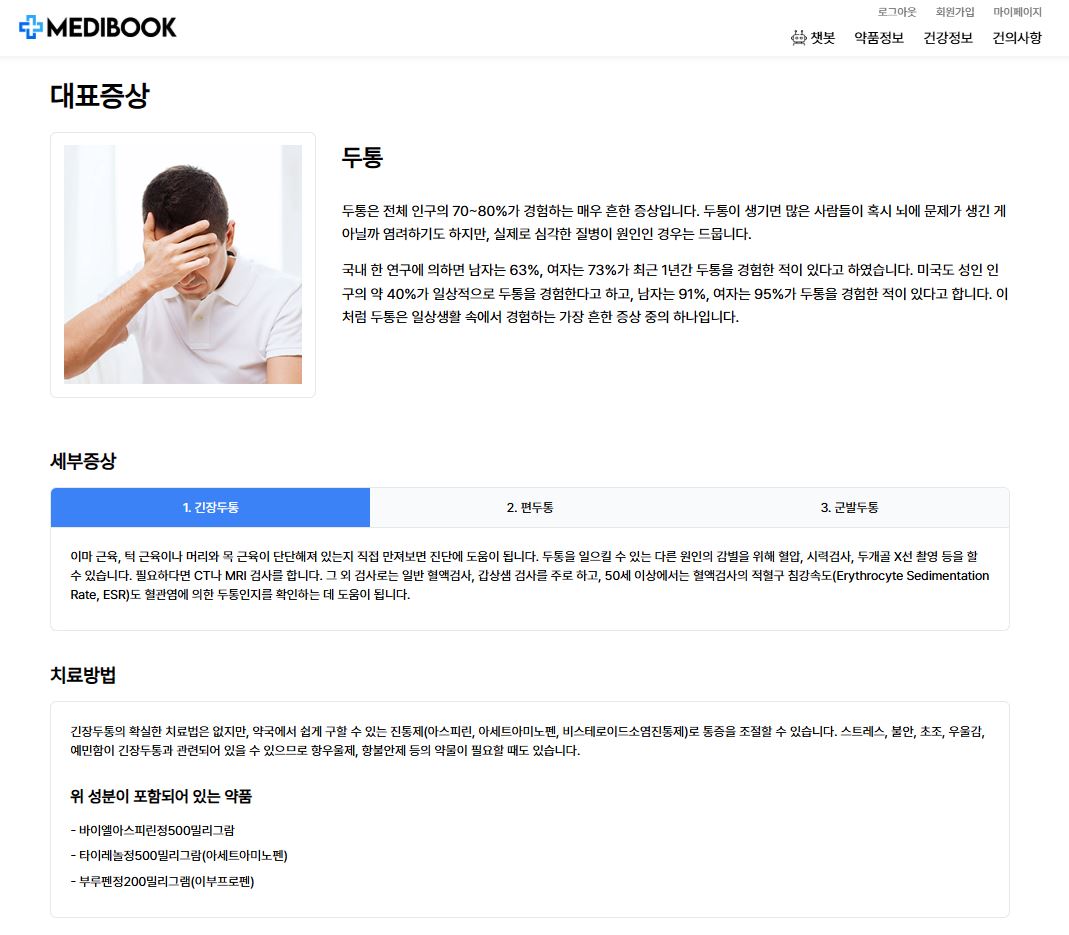 MEDIBOOK
로그아웃 회원가입 마이페이지
챗봇 약품정보 건강정보 건의사항
대표증상
두통
두통은 전체 인구의 70~80%가 경험하는 매우 흔한 증상입니다. 두통이 생기면 많은 사람들이 혹시 뇌에 문제가 생긴 게
아닐까 염려하기도 하지만, 실제로 심각한 질병이 원인인 경우는 드뭅니다.
국내 한 연구에 의하면 남자는 63%, 여자는 73%가 최근 1년간 두통을 경험한 적이 있다고 하였습니다. 미국도 성인 인
구의 약 40%가 일상적으로 두통을 경험한다고 하고, 남자는 91%, 여자는 95%가 두통을 경험한 적이 있다고 합니다. 이
처럼 두통은 일상생활 속에서 경험하는 가장 흔한 증상 중의 하나입니다.
세부증상
1. 긴장두통 2. 편두통 3. 군발두통
이마 근육, 턱 근육이나 머리와 목 근육이 단단해져 있는지 직접 만져보면 진단에 도움이 됩니다. 두통을 일으킬 수 있는 다른 원인의 감별을 위해 혈압, 시력검사, 두개골 X선 촬영 등을 할
수 있습니다. 필요하다면 CT나 MRI 검사를 합니다. 그 외 검사로는 일반 혈액검사, 갑상샘 검사를 주로 하고, 50세 이상에서는 혈액검사의 적혈구 침강속도(Erythrocyte Sedimentation
Rate, ESR)도 혈관염에 의한 두통인지를 확인하는 데 도움이 됩니다.
치료방법
긴장두통의 확실한 치료법은 없지만, 약국에서 쉽게 구할 수 있는 진통제(아스피린, 아세트아미노펜, 비스테로이드소염진통제)로 통증을 조절할 수 있습니다. 스트레스, 불안, 초조, 우울감,
예민함이 긴장두통과 관련되어 있을 수 있으므로 항우울제, 항불안제 등의 약물이 필요할 때도 있습니다.
위 성분이 포함되어 있는 약품
- 바이엘아스피린정500밀리그람
- 타이레놀정500밀리그람(아세트아미노펜)
- 부루펜정200밀리그램(이부프로펜)